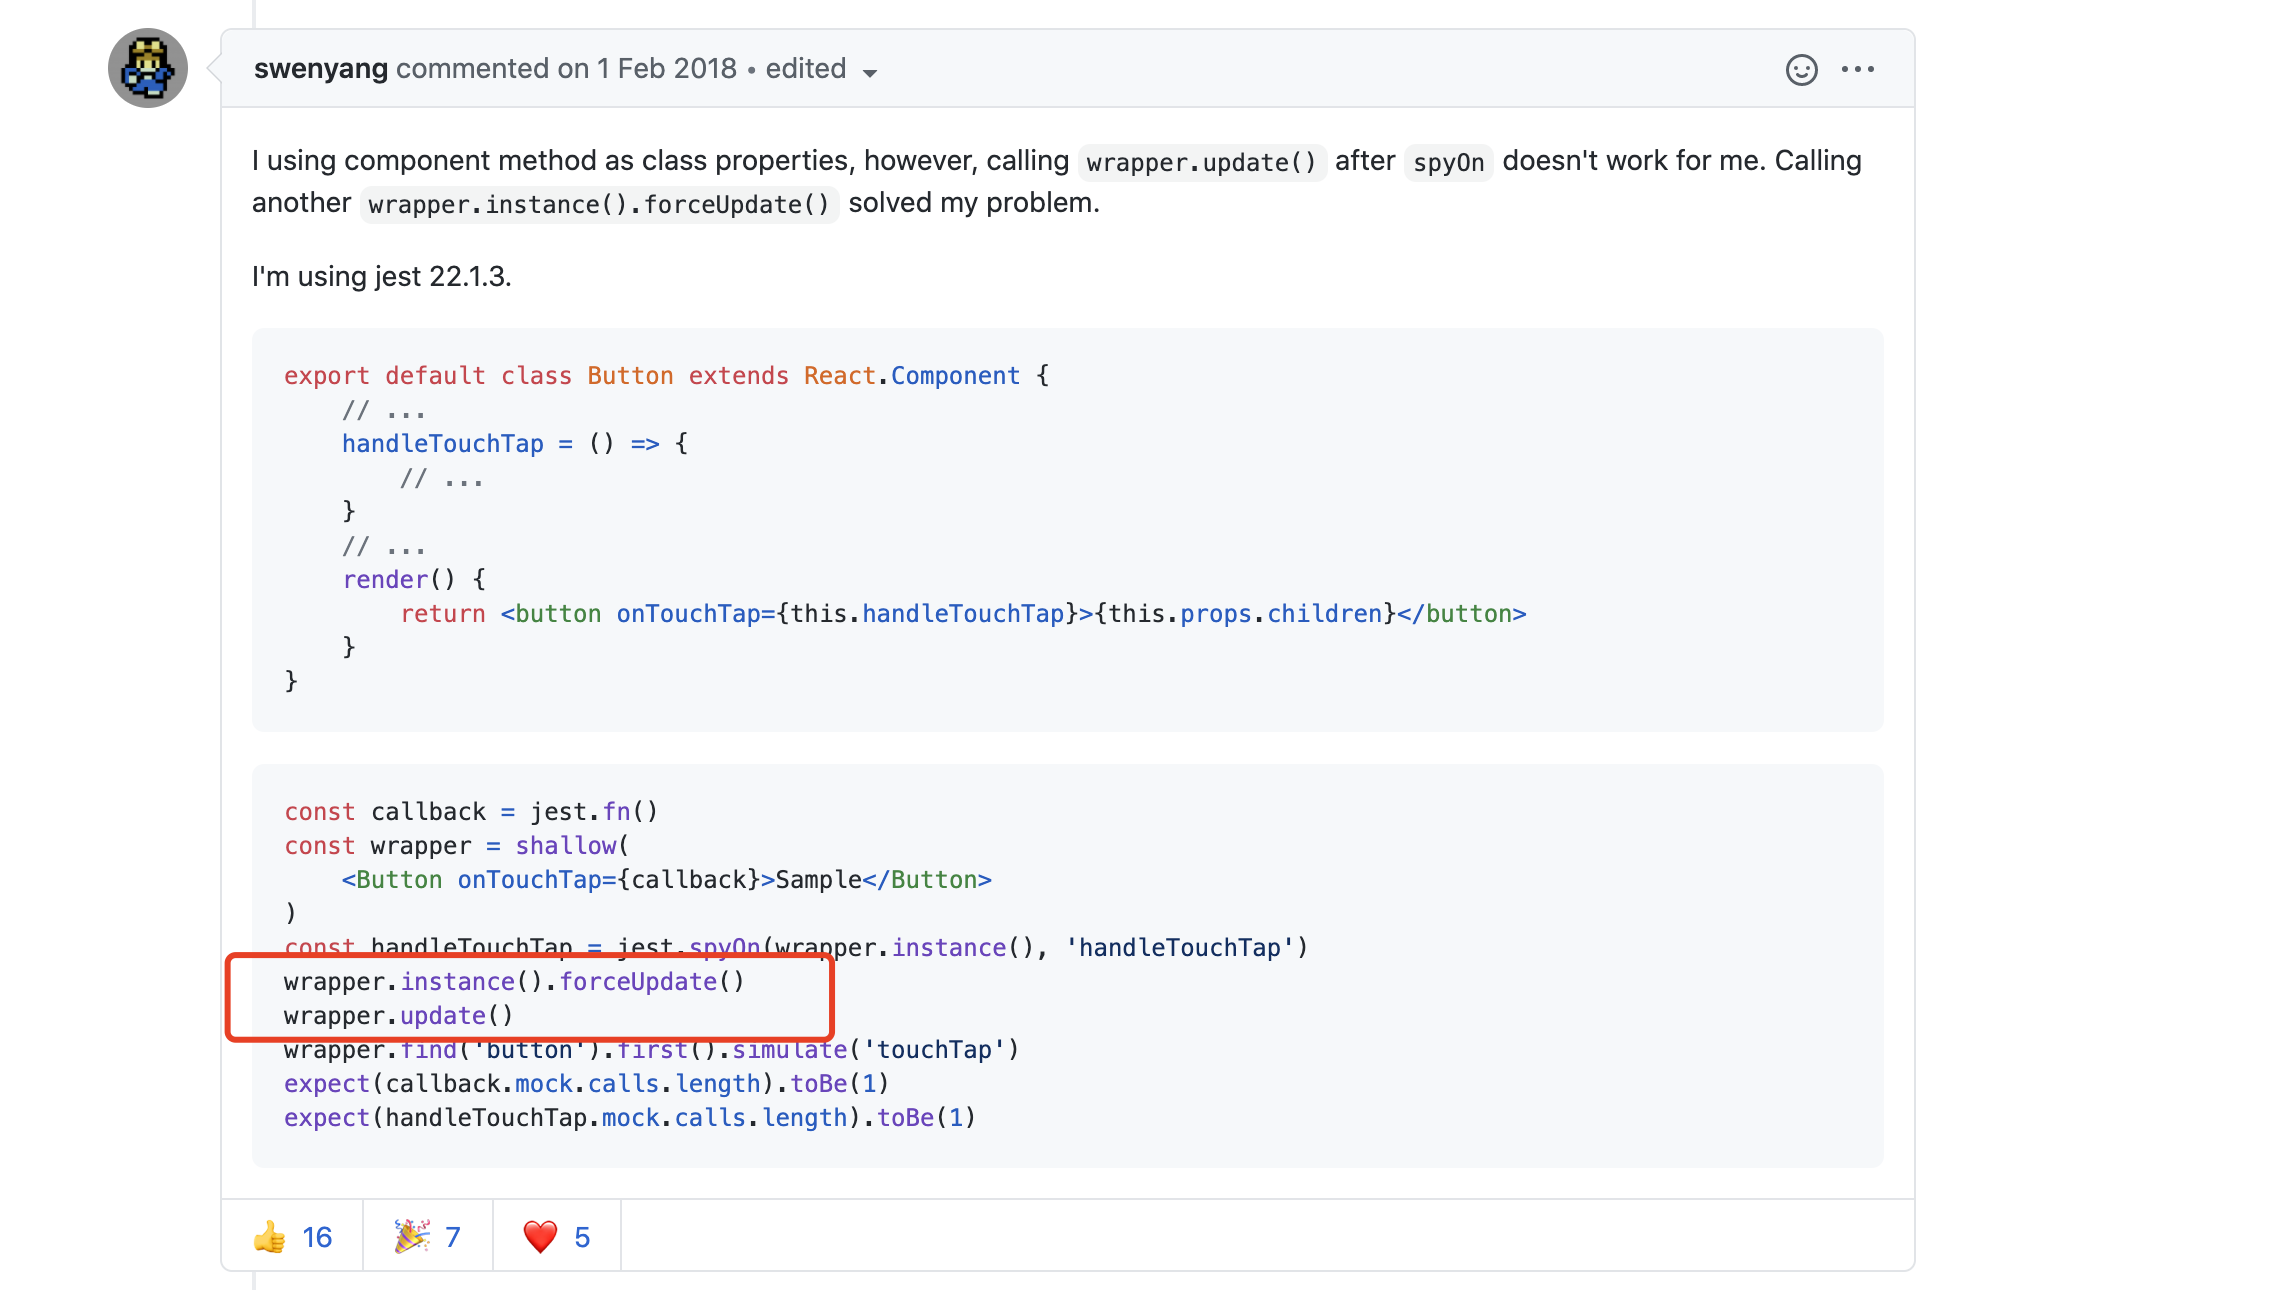 swenyang commented on 1 Feb 2018 • edited
I using component method as class properties, however, calling wrapper.update() after spyOn doesn't work for me. Calling
another wrapper.instance().forceUpdate() solved my problem.
I'm using jest 22.1.3.
export default class Button extends React.Component {
    // ...
    handleTouchTap = () => {
        // ...
    }
    // ...
    render() {
        return <button onTouchTap={this.handleTouchTap}>{this.props.children}</button>
    }
}
const callback = jest.fn()
const wrapper = shallow(
    <Button onTouchTap={callback}>Sample</Button>
)
const handleTouchTap = jest.spyOn(wrapper.instance(), 'handleTouchTap')
wrapper.instance().forceUpdate()
wrapper.update()
wrapper.find('button').first().simulate('touchTap')
expect(callback.mock.calls.length).toBe(1)
expect(handleTouchTap.mock.calls.length).toBe(1)
👍 16 🎉 7 ❤️ 5